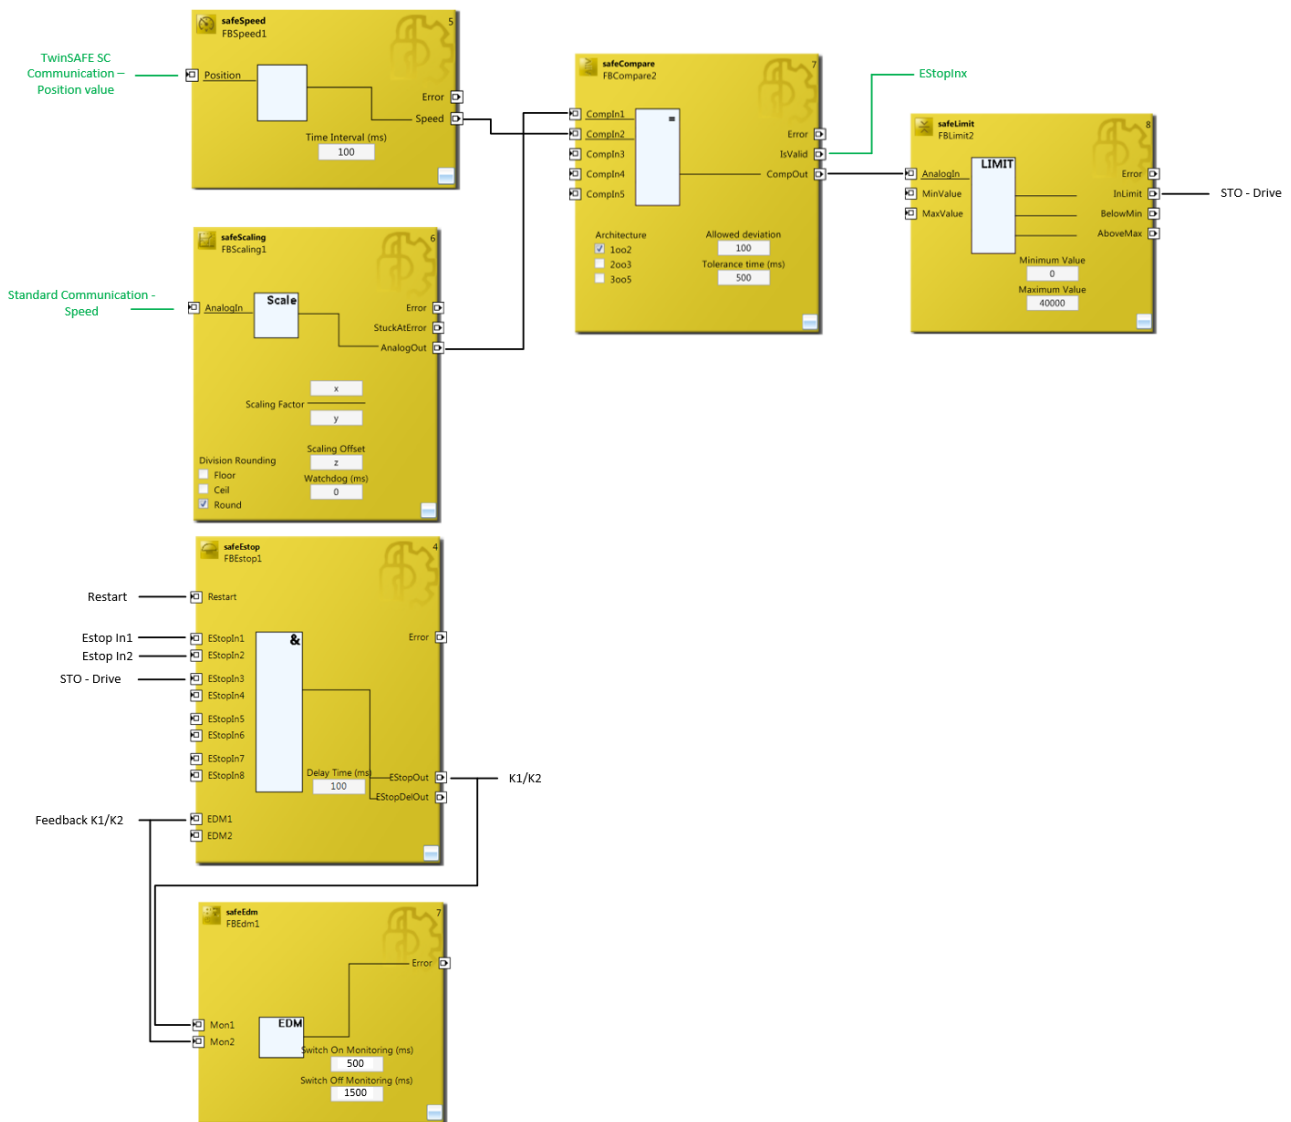 safeSpeed
FBSpeed1
5
TwinSAFE SC
Communication –
Position value
Position
Error
Speed
Time Interval (ms)
100
safeCompare
FBCompare2
7
CompIn1
CompIn2
CompIn3
CompIn4
CompIn5
=
Error
IsValid
CompOut
Architecture
1oo2
2oo3
3oo5
Allowed deviation
100
Tolerance time (ms)
500
EStopInx
safeLimit
FBLimit2
8
AnalogIn
MinValue
MaxValue
LIMIT
Error
InLimit
BelowMin
AboveMax
Minimum Value
0
Maximum Value
40000
STO - Drive
safeScaling
FBScaling1
6
Standard Communication -
Speed
AnalogIn
Scale
Error
StuckAtError
AnalogOut
Scaling Factor
x
y
Scaling Offset
z
Division Rounding
Floor
Ceil
Round
Watchdog (ms)
0
safeEstop
FBEstop1
4
Restart
Restart
Estop In1
EStopIn1
Estop In2
EStopIn2
STO - Drive
EStopIn3
EStopIn4
EStopIn5
EStopIn6
EStopIn7
EStopIn8
&
Error
Delay Time (ms)
100
EStopOut
EStopDelOut
K1/K2
Feedback K1/K2
EDM1
EDM2
safeEdm
FBEdm1
7
Error
Mon1
Mon2
EDM
Switch On Monitoring (ms)
500
Switch Off Monitoring (ms)
1500